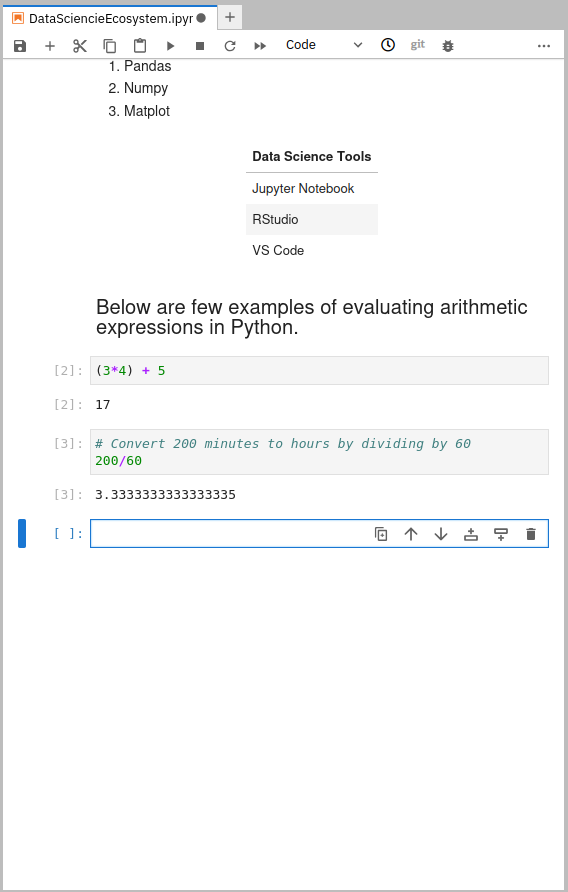 DataSciencieEcosystem.ipyr
Code
git
1. Pandas
2. Numpy
3. Matplot
Data Science Tools
Jupyter Notebook
RStudio
VS Code
Below are few examples of evaluating arithmetic
expressions in Python.
[2]: (3*4) + 5
[2]: 17
[3]: # Convert 200 minutes to hours by dividing by 60
200/60
[3]: 3.3333333333333335
[ ]: